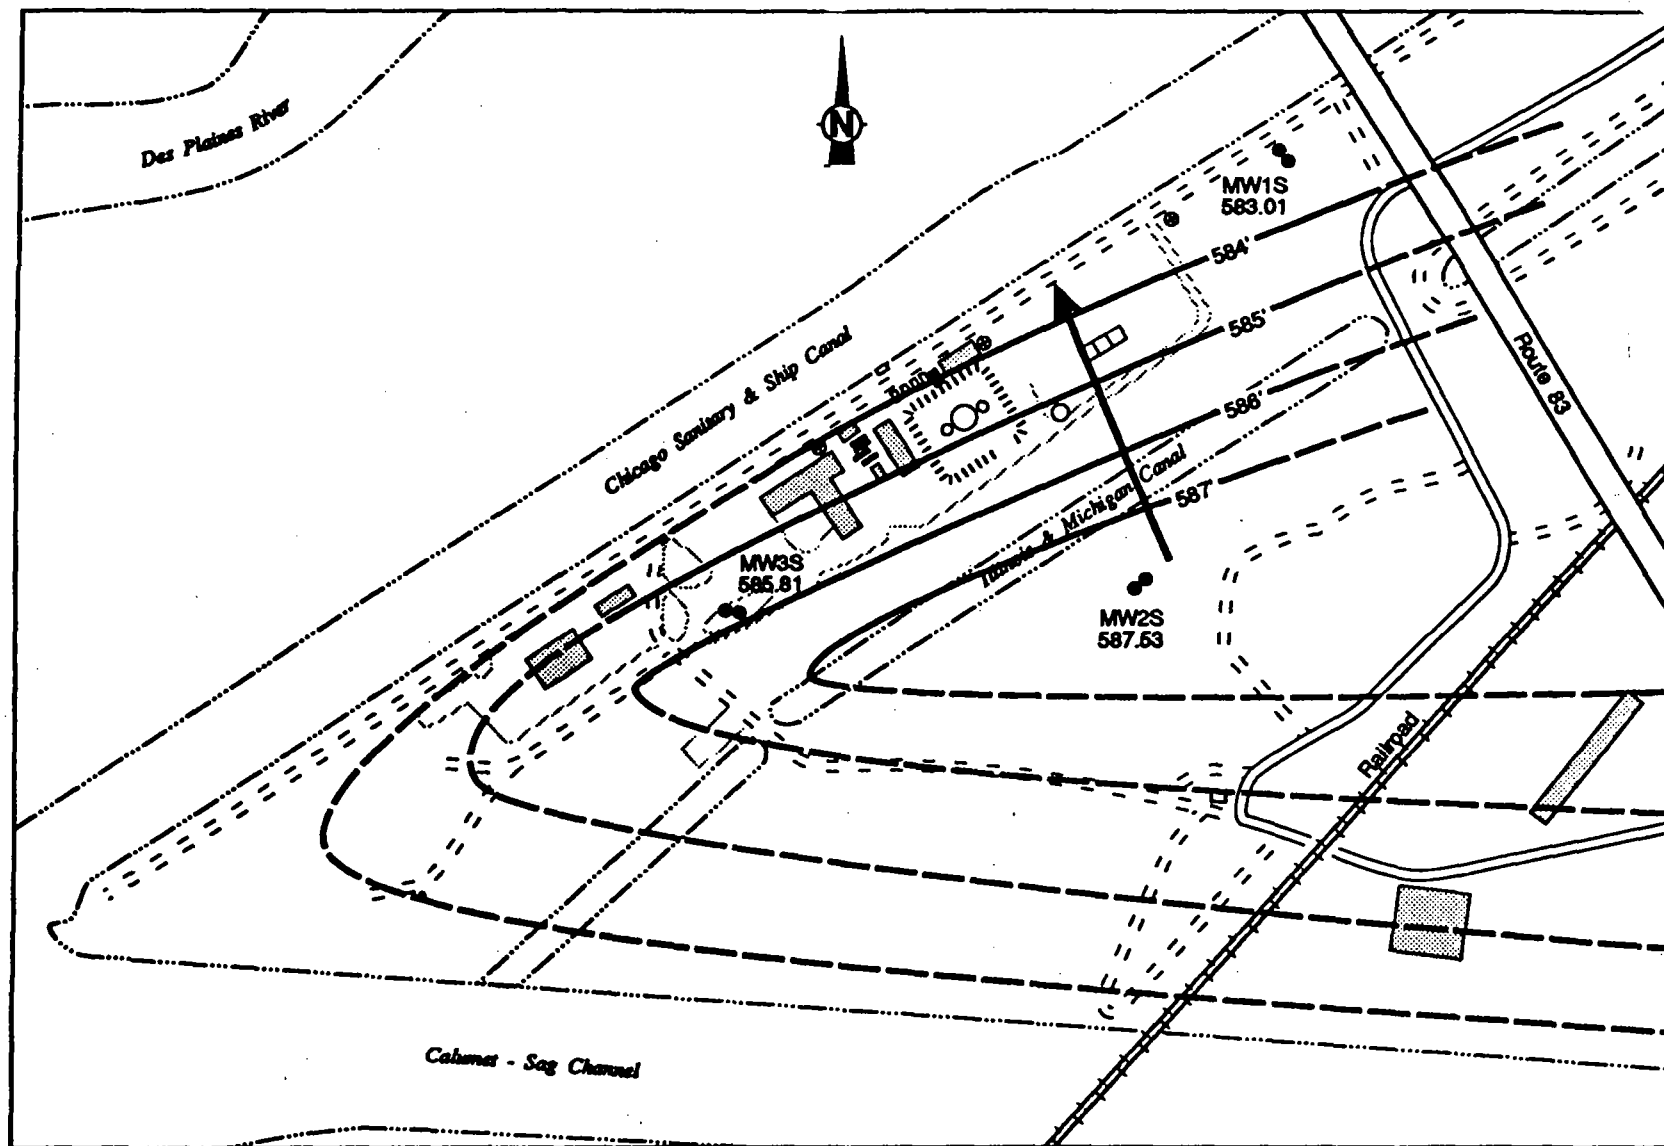 Des Plaines River
N
MW1S
583.01
584'
585'
Chicago Sanitary & Ship Canal
Route 83
586'
587'
Illinois & Michigan Canal
MW3S
585.81
MW2S
587.53
Railroad
Calumet - Sag Channel